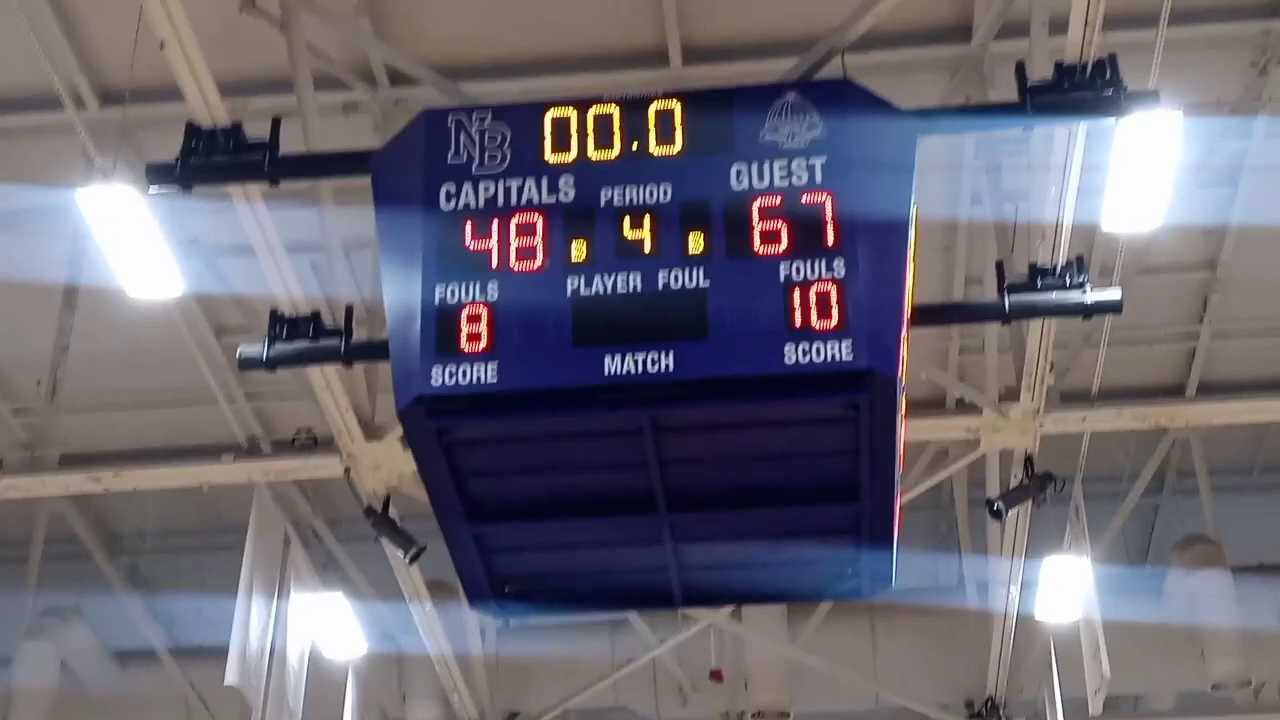 NB 00.0
CAPITALS PERIOD GUEST
48 4 67
FOULS PLAYER FOUL FOULS
8 10
SCORE MATCH SCORE